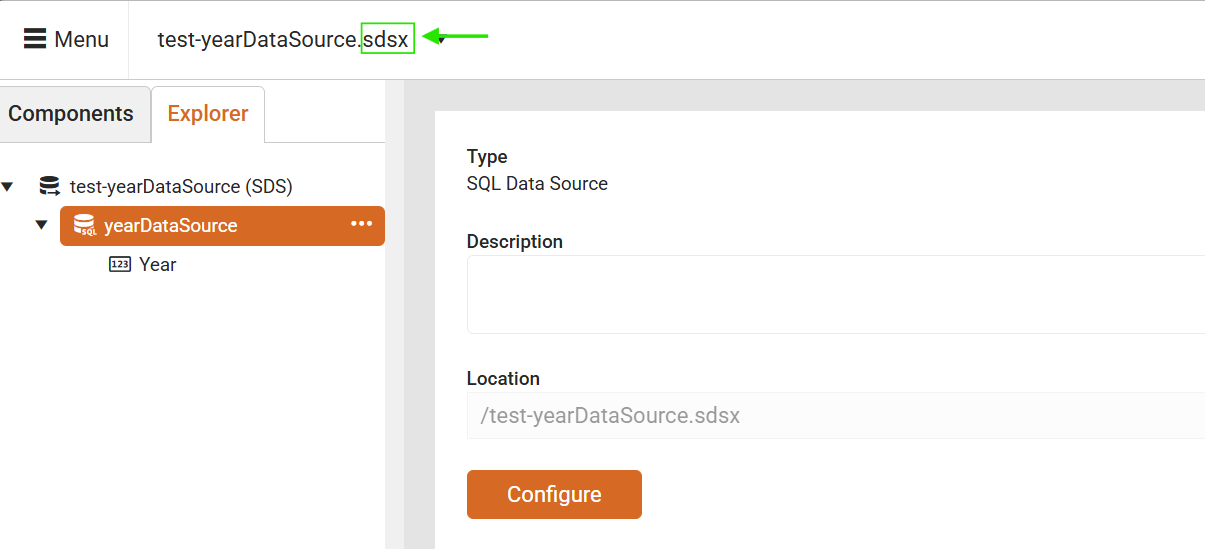 Menu
test-yearDataSource.sdsx
Components
Explorer
test-yearDataSource (SDS)
SQL
yearDataSource
123
Year
Type
SQL Data Source
Description
Location
/test-yearDataSource.sdsx
Configure